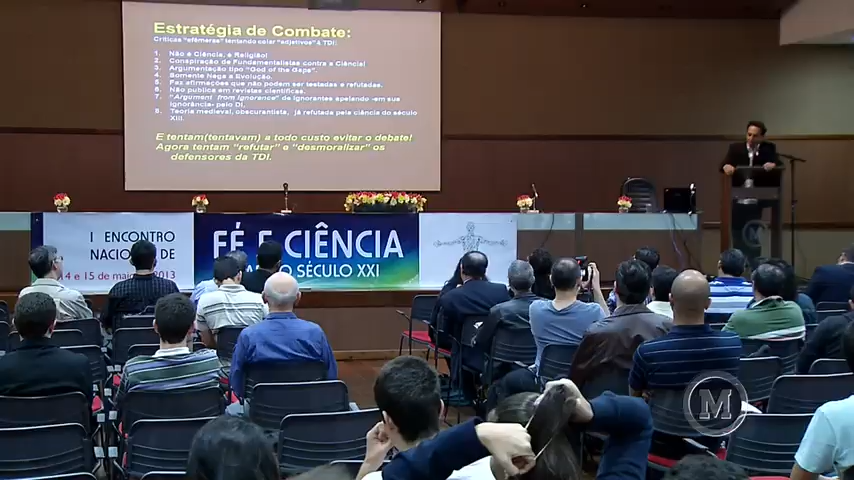 Estratégia de Combate:
Críticas "efêmeras" tentando colar "adjetivos" à TDI:
1. Não é Ciência, é Religião!
2. Conspiração de Fundamentalistas contra a Ciência!
3. Argumentação tipo "God of the Gaps".
4. Somente Nega a Evolução.
5. Faz afirmações que não podem ser testadas e refutadas.
6. Não publica em revistas científicas.
7. "Argument from Ignorance" de ignorantes apelando -em sua
ignorância- pelo DI.
8. Teoria medieval, obscurantista, já refutada pela ciência do século
XIII.
E tentam(tentavam) a todo custo evitar o debate!
Agora tentam "refutar" e "desmoralizar" os
defensores da TDI.
I ENCONTRO
NACIONAL DE
4 e 15 de maio 2013
FÉ E CIÊNCIA
SÉCULO XXI
M